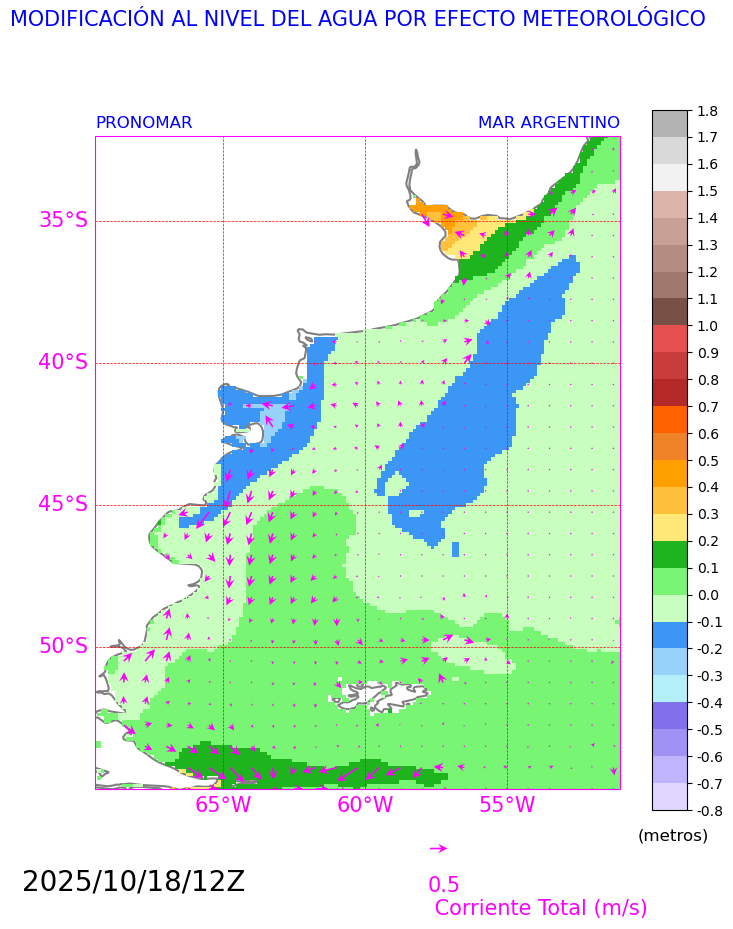 MODIFICACIÓN AL NIVEL DEL AGUA POR EFECTO METEOROLÓGICO
PRONOMAR MAR ARGENTINO
1.8
1.7
1.6
1.5
1.4
1.3
1.2
1.1
1.0
0.9
0.8
0.7
0.6
0.5
0.4
0.3
0.2
0.1
0.0
-0.1
-0.2
-0.3
-0.4
-0.5
-0.6
-0.7
-0.8
(metros)
35°S
40°S
45°S
50°S
65°W 60°W 55°W
2025/10/18/12Z
0.5
Corriente Total (m/s)